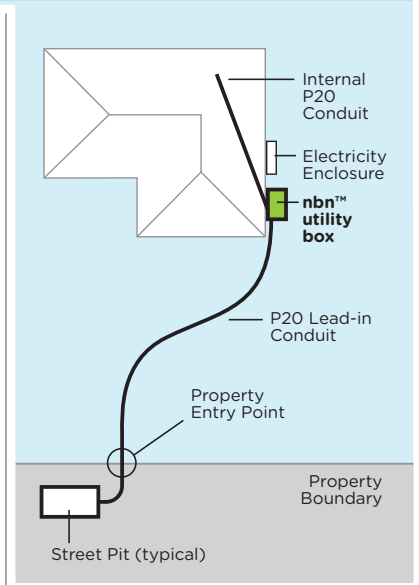 Internal
P20
Conduit
Electricity
Enclosure
nbn™
utility
box
P20 Lead-in
Conduit
Property
Entry Point
Property
Boundary
Street Pit (typical)